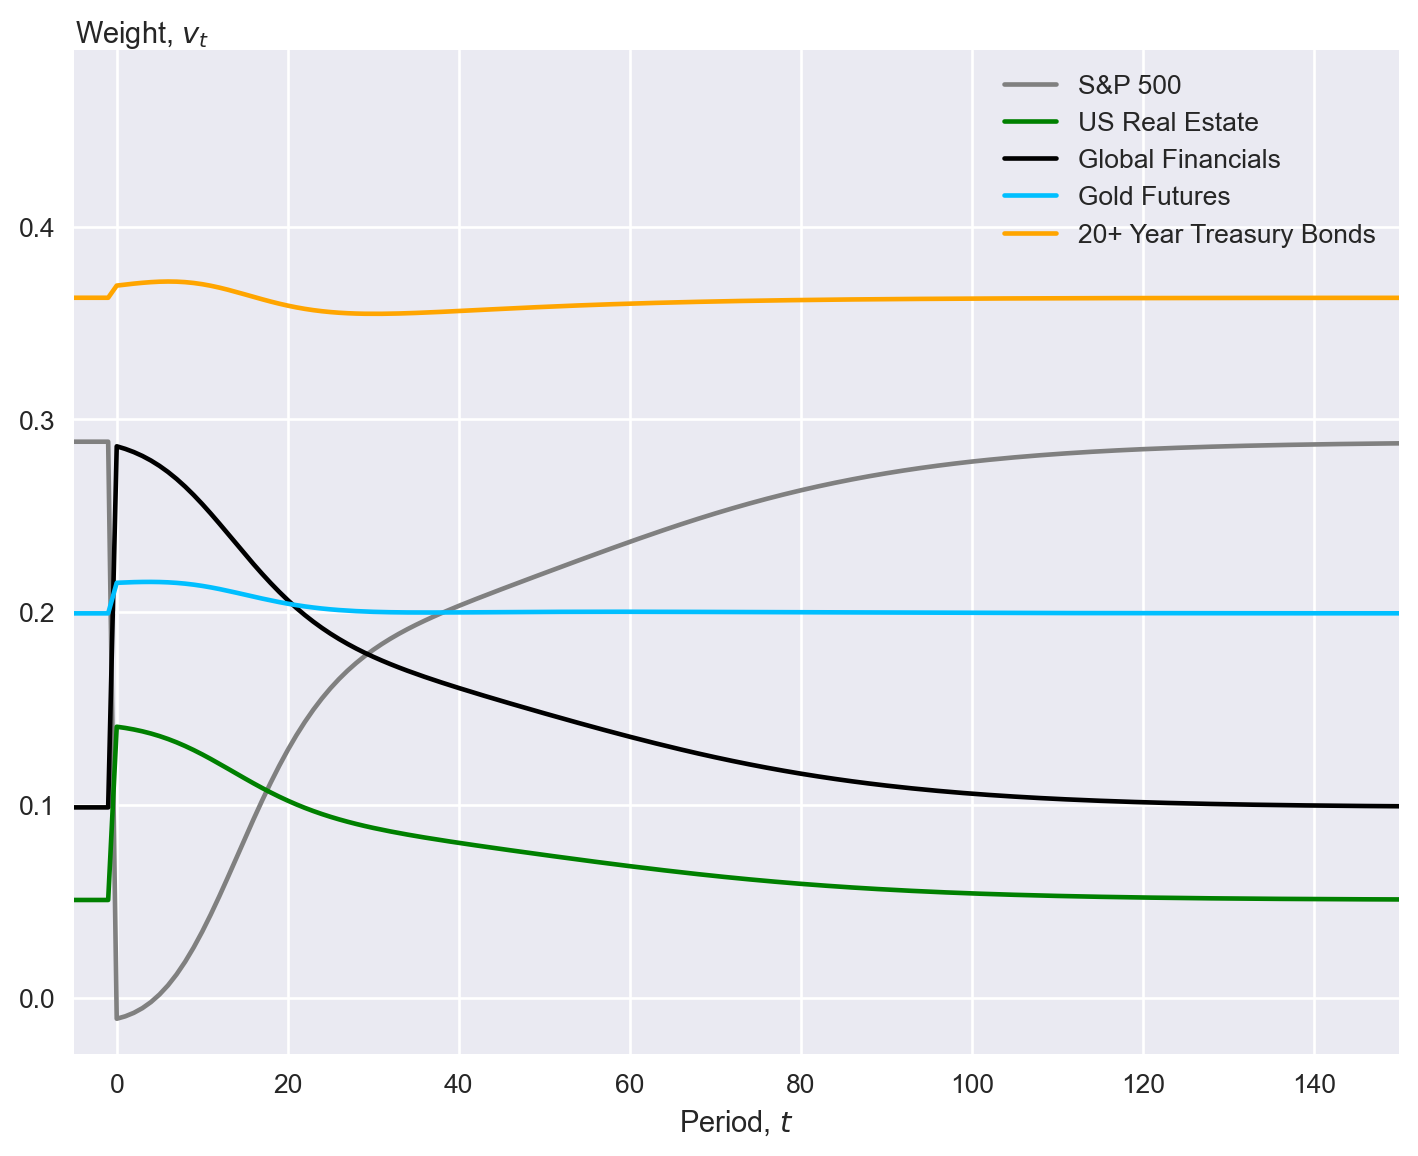 Weight, vₜ
S&P 500
US Real Estate
Global Financials
Gold Futures
20+ Year Treasury Bonds
0.4
0.3
0.2
0.1
0.0
0 20 40 60 80 100 120 140
Period, t